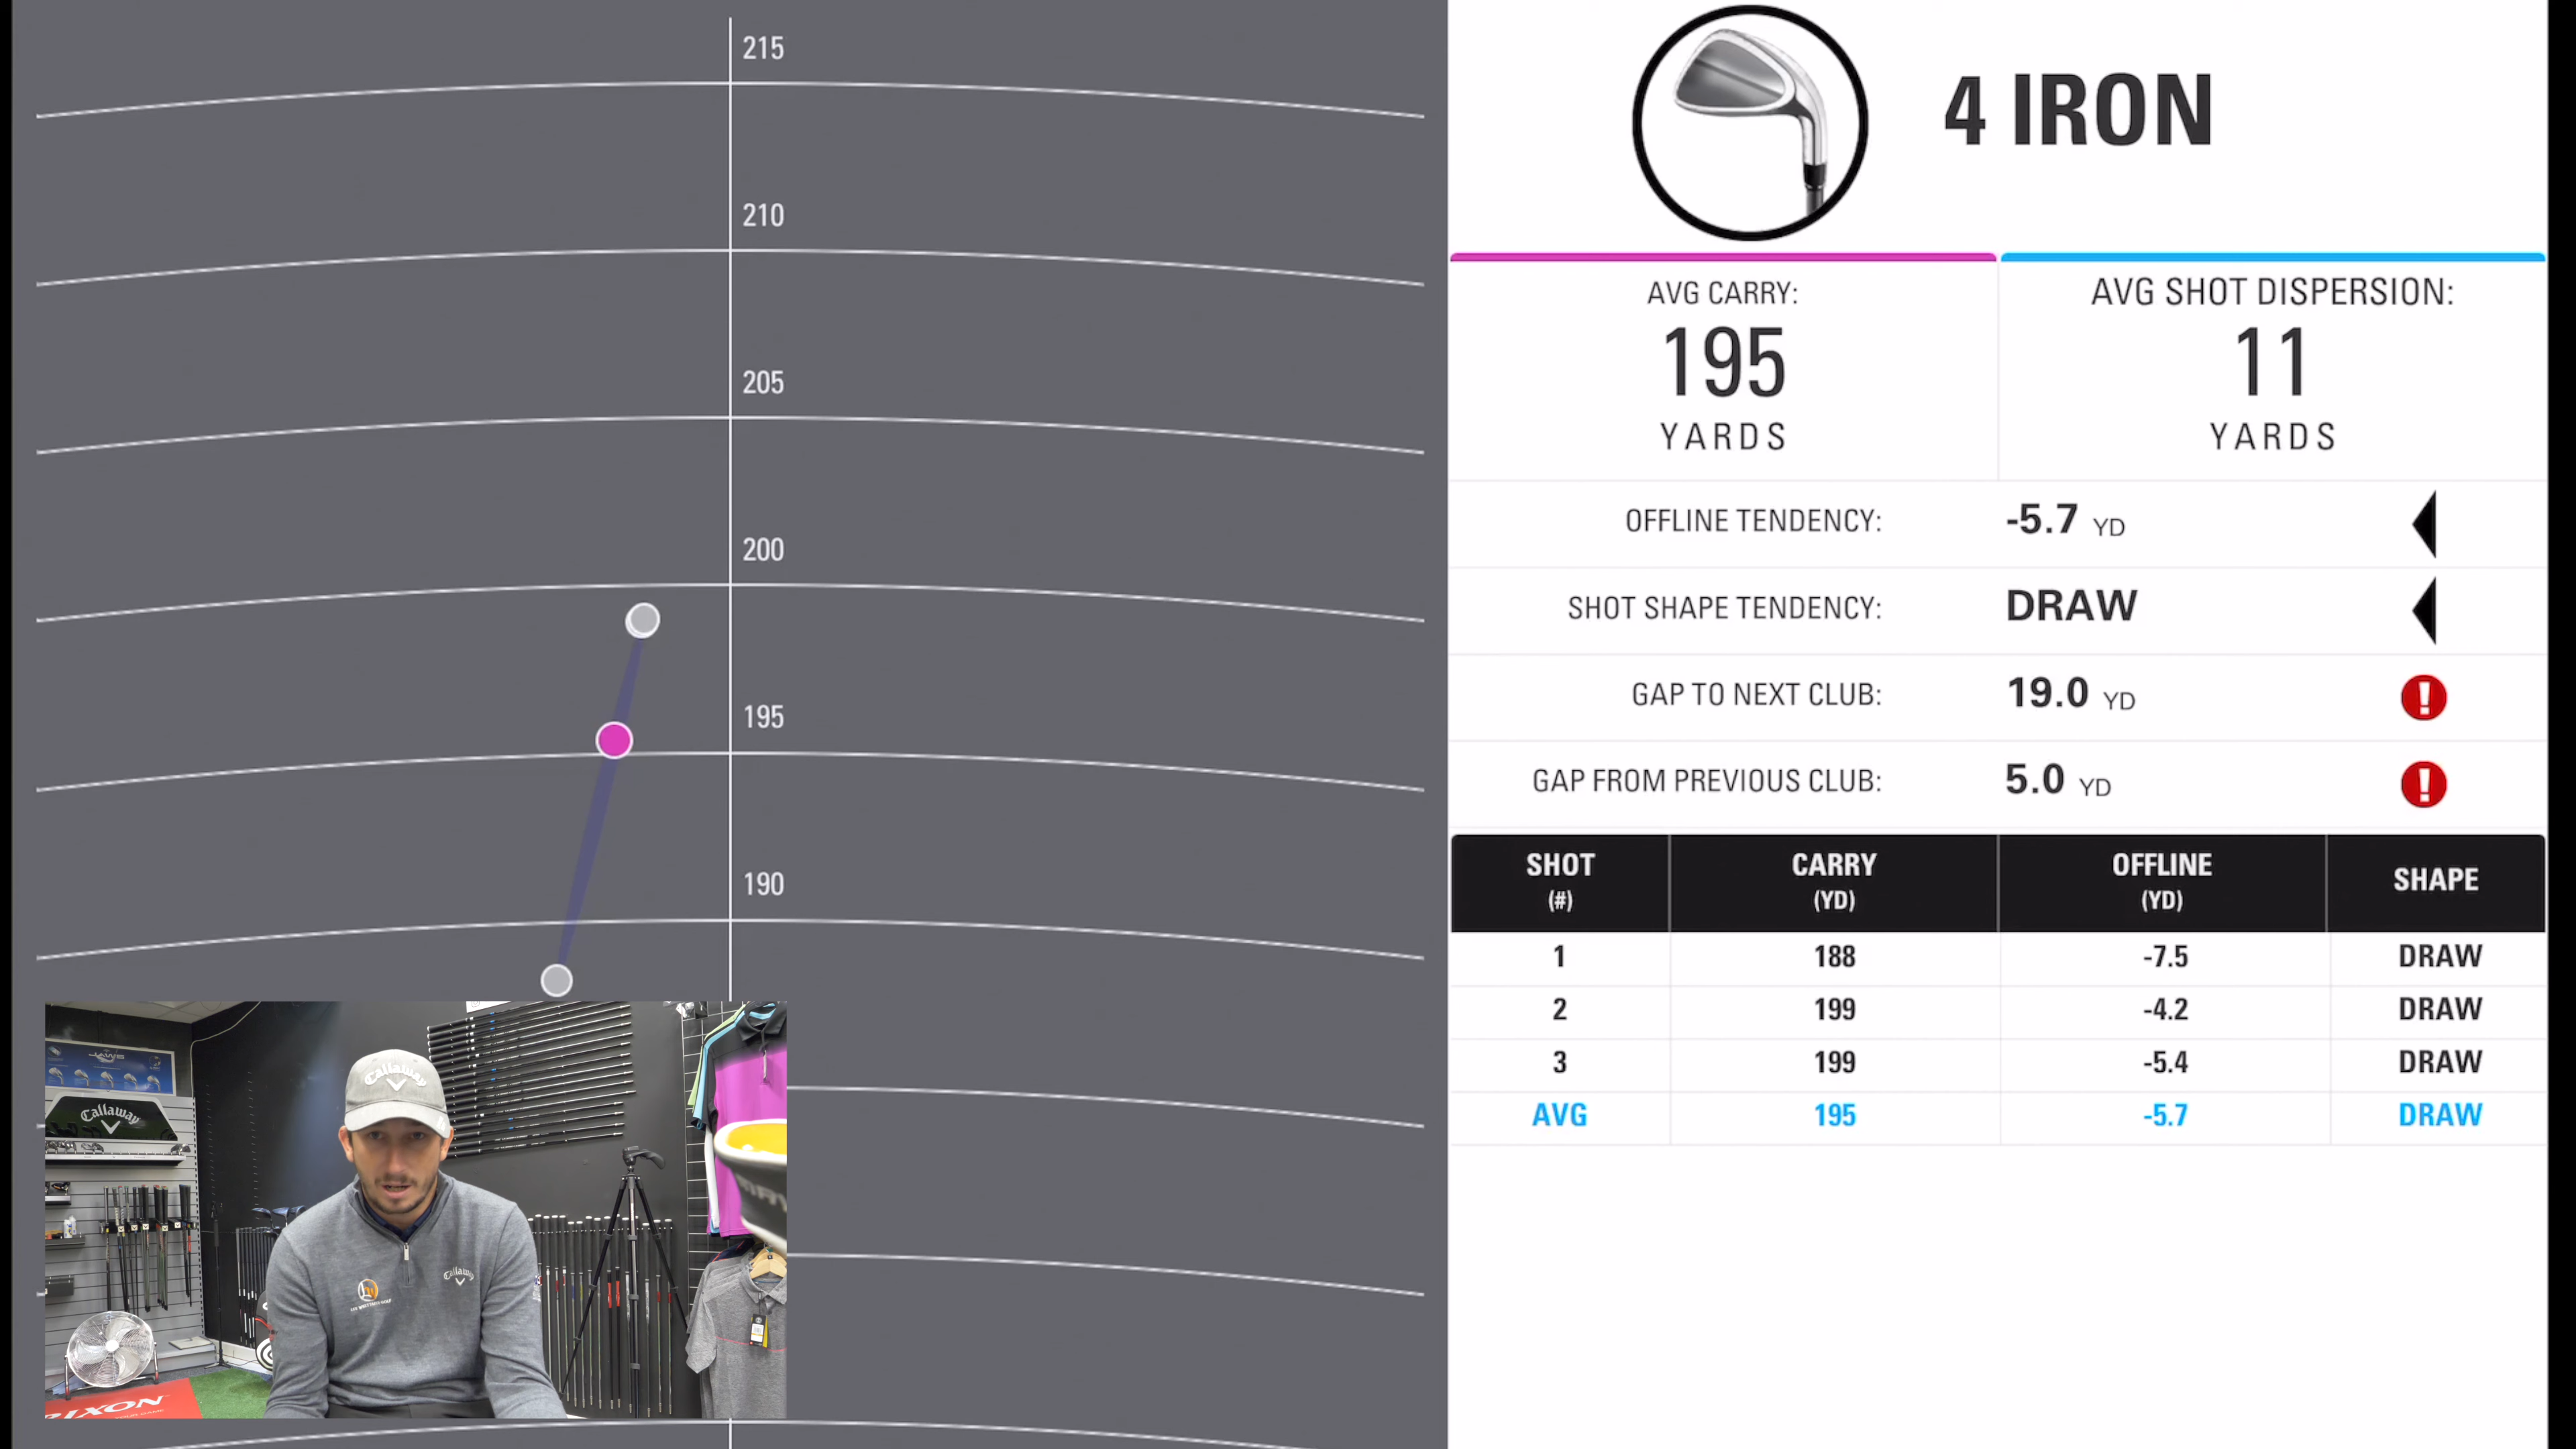 215
210
205
200
195
190
4 IRON
AVG CARRY:
195
YARDS
AVG SHOT DISPERSION:
11
YARDS
OFFLINE TENDENCY: -5.7 YD
SHOT SHAPE TENDENCY: DRAW
GAP TO NEXT CLUB: 19.0 YD !
GAP FROM PREVIOUS CLUB: 5.0 YD !
SHOT CARRY OFFLINE SHAPE
(#) (YD) (YD)
1 188 -7.5 DRAW
2 199 -4.2 DRAW
3 199 -5.4 DRAW
AVG 195 -5.7 DRAW
JAWS
Callaway
Callaway
Callaway
RIXON